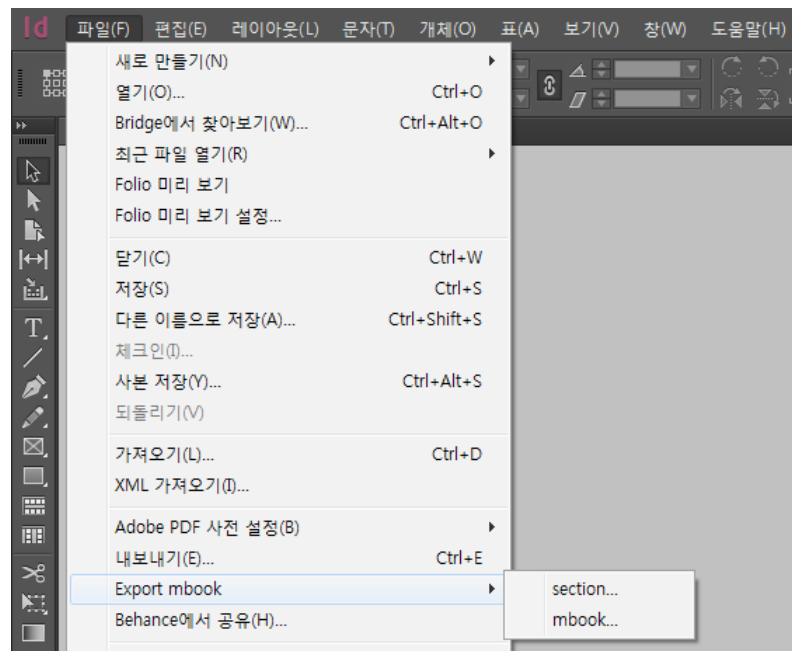 Id 파일(F) 편집(E) 레이아웃(L) 문자(T) 개체(O) 표(A) 보기(V) 창(W) 도움말(H)
새로 만들기(N)
열기(O)... Ctrl+O
Bridge에서 찾아보기(W)... Ctrl+Alt+O
최근 파일 열기(R)
Folio 미리 보기
Folio 미리 보기 설정...
닫기(C) Ctrl+W
저장(S) Ctrl+S
다른 이름으로 저장(A)... Ctrl+Shift+S
체크인(I)...
사본 저장(Y)... Ctrl+Alt+S
되돌리기(V)
가져오기(L)... Ctrl+D
XML 가져오기(I)...
Adobe PDF 사전 설정(B)
내보내기(E)... Ctrl+E
Export mbook
section...
Behance에서 공유(H)...
mbook...